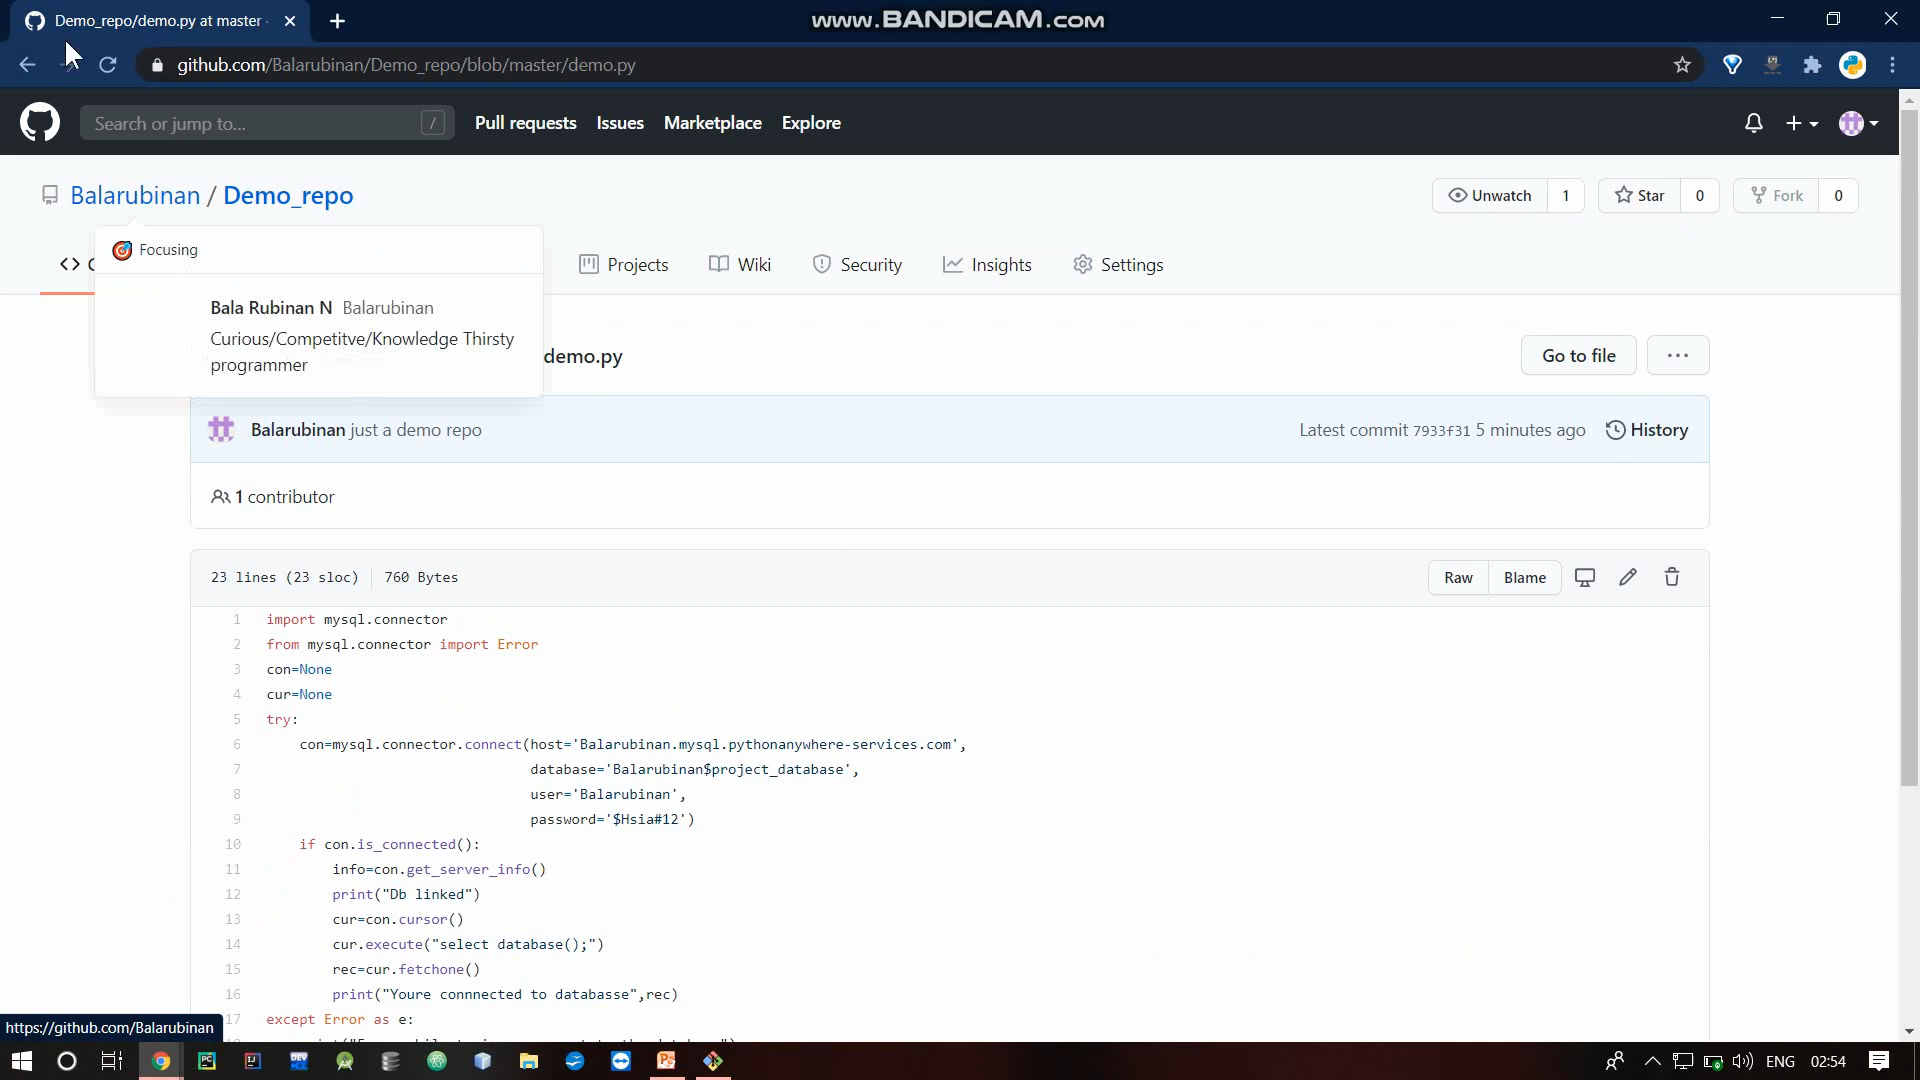 Demo_repo/demo.py at master
www.BANDICAM.com
github.com/Balarubinan/Demo_repo/blob/master/demo.py
Search or jump to...
/
Pull requests Issues Marketplace Explore
Balarubinan / Demo_repo
Unwatch 1
Star 0
Fork 0
Projects
Wiki
Security
Insights
Settings
Focusing
Bala Rubinan N Balarubinan
Curious/Competitve/Knowledge Thirsty
programmer
demo.py
Go to file
Balarubinan just a demo repo
Latest commit 7933f31 5 minutes ago
History
1 contributor
23 lines (23 sloc) 760 Bytes
Raw
Blame
1 import mysql.connector
2 from mysql.connector import Error
3 con=None
4 cur=None
5 try:
6 con=mysql.connector.connect(host='Balarubinan.mysql.pythonanywhere-services.com',
7 database='Balarubinan$project_database',
8 user='Balarubinan',
9 password='$Hsia#12')
10 if con.is_connected():
11 info=con.get_server_info()
12 print("Db linked")
13 cur=con.cursor()
14 cur.execute("select database();")
15 rec=cur.fetchone()
16 print("Youre connnected to databasse",rec)
17 except Error as e:
https://github.com/Balarubinan
ENG 02:54